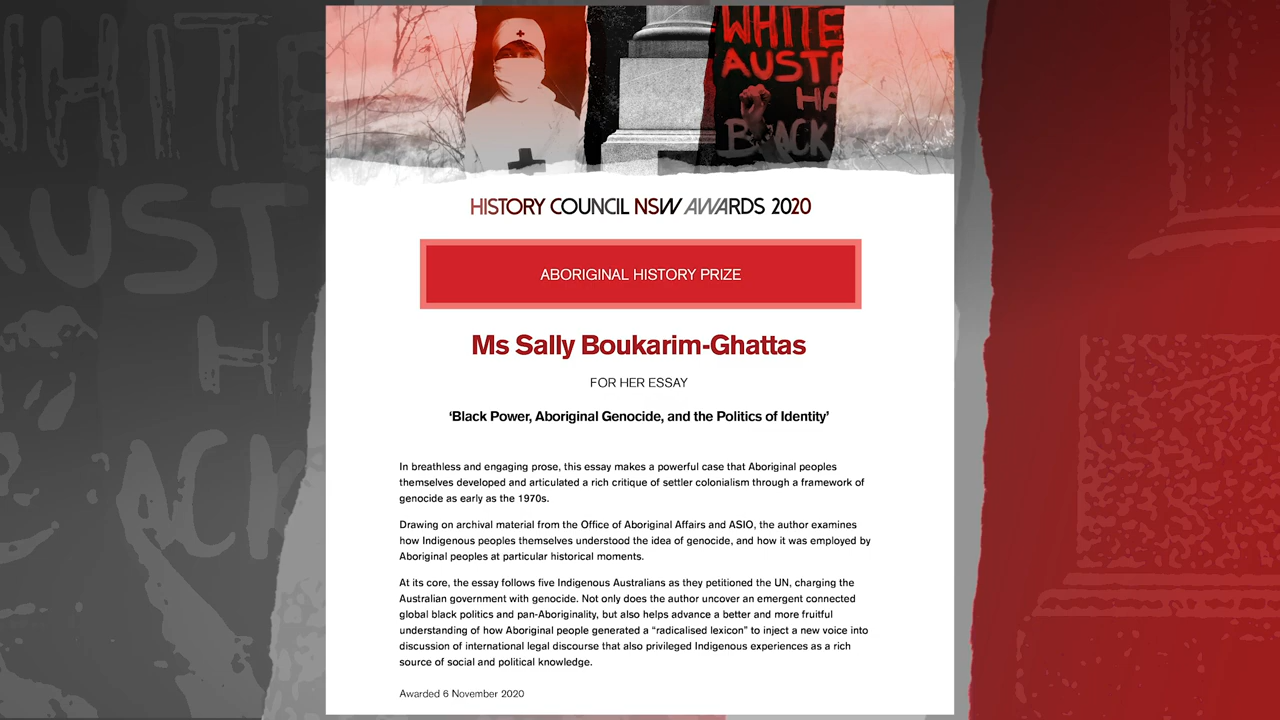 WHITE
AUSTR
HA
BLACK
HISTORY COUNCIL NSW AWARDS 2020
ABORIGINAL HISTORY PRIZE
Ms Sally Boukarim-Ghattas
FOR HER ESSAY
‘Black Power, Aboriginal Genocide, and the Politics of Identity’
In breathless and engaging prose, this essay makes a powerful case that Aboriginal peoples
themselves developed and articulated a rich critique of settler colonialism through a framework of
genocide as early as the 1970s.
Drawing on archival material from the Office of Aboriginal Affairs and ASIO, the author examines
how Indigenous peoples themselves understood the idea of genocide, and how it was employed by
Aboriginal peoples at particular historical moments.
At its core, the essay follows five Indigenous Australians as they petitioned the UN, charging the
Australian government with genocide. Not only does the author uncover an emergent connected
global black politics and pan-Aboriginality, but also helps advance a better and more fruitful
understanding of how Aboriginal people generated a “radicalised lexicon” to inject a new voice into
discussion of international legal discourse that also privileged Indigenous experiences as a rich
source of social and political knowledge.
Awarded 6 November 2020